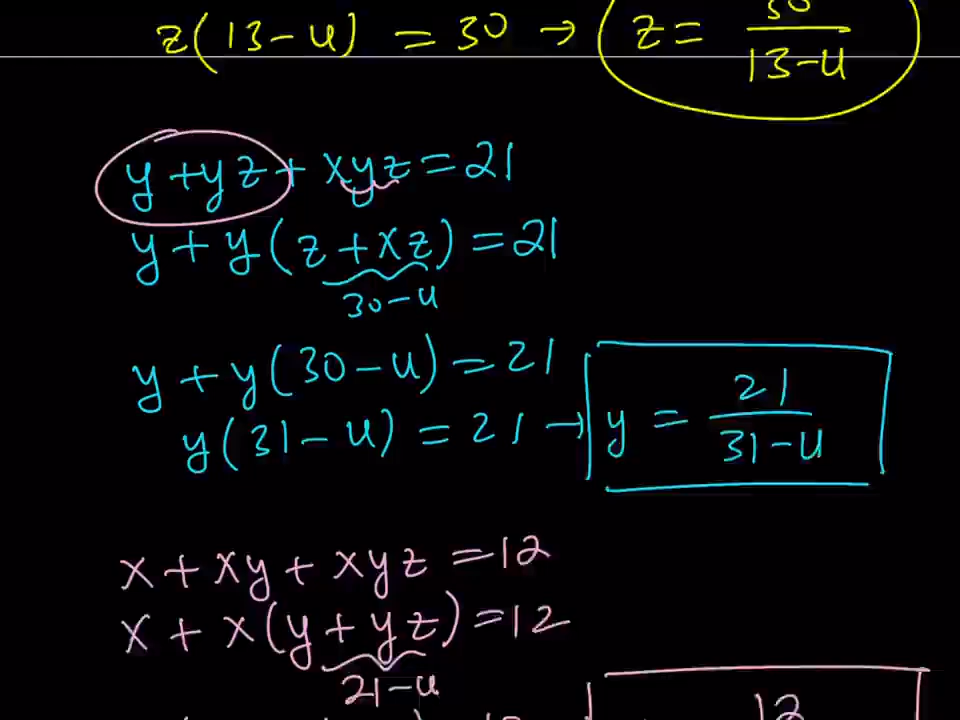 z(13-u) = 30 → z = 30/(13-u)
y + yz + xyz = 21
y + y(z + xz) = 21
30-u
y + y(30-u) = 21
y(31-u) = 21 → y = 21/(31-u)
x + xy + xyz = 12
x + x(y + yz) = 12
21-u
12